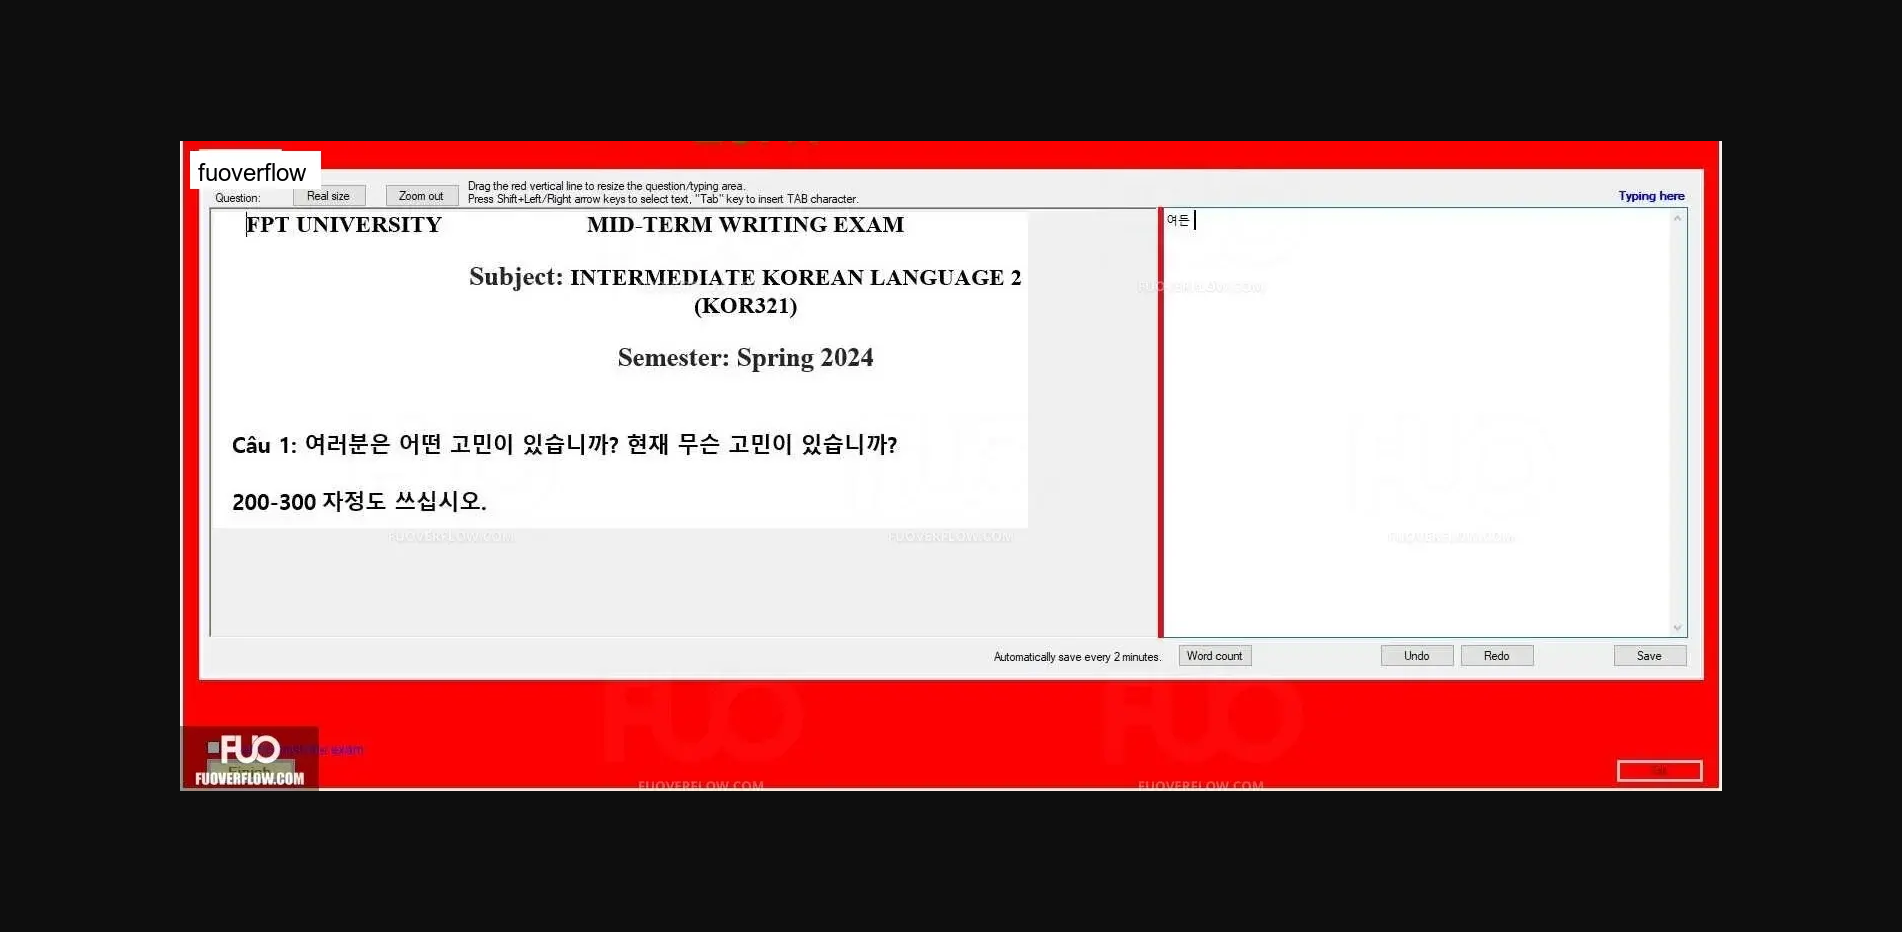 fuoverflow
Question:
Real size
Zoom out
Drag the red vertical line to resize the question/typing area.
Press Shift+Left/Right arrow keys to select text, "Tab" key to insert TAB character.
Typing here
FPT UNIVERSITY
MID-TERM WRITING EXAM
Subject: INTERMEDIATE KOREAN LANGUAGE 2
(KOR321)
Semester: Spring 2024
Câu 1: 여러분은 어떤 고민이 있습니까? 현재 무슨 고민이 있습니까?
200-300 자정도 쓰십시오.
여든
FUOVERFLOW.COM
FUOVERFLOW.COM
FUOVERFLOW.COM
FUOVERFLOW.COM
Automatically save every 2 minutes.
Word count
Undo
Redo
Save
FUO
FUO
FUO
exam
Finish
FUOVERFLOW.COM
FUOVERFLOW.COM
FUOVERFLOW.COM